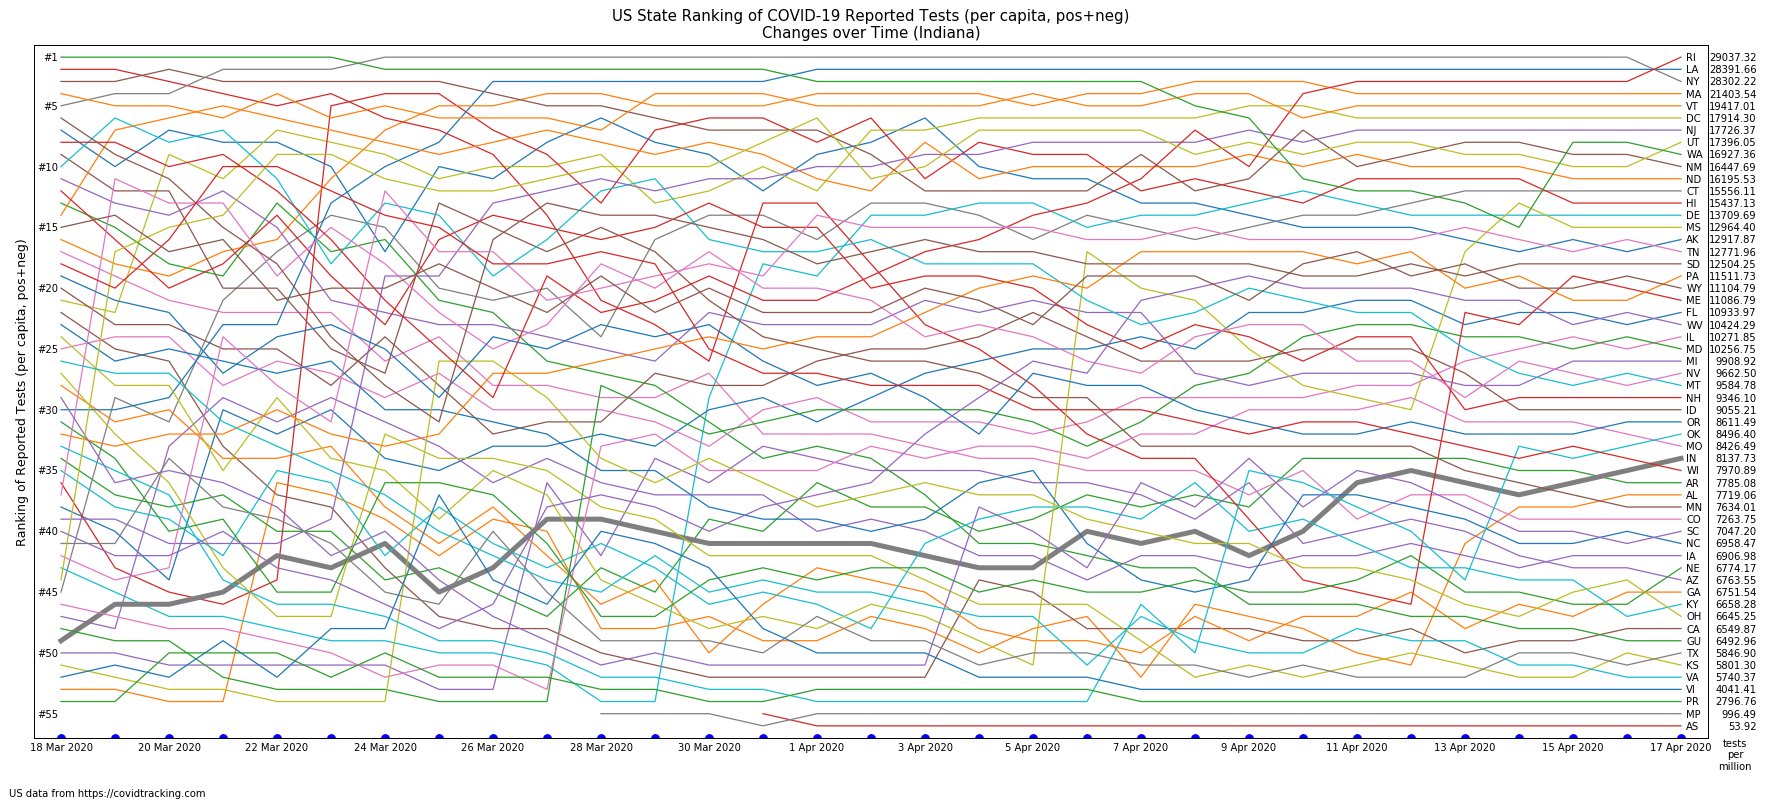 US State Ranking of COVID-19 Reported Tests (per capita, pos+neg)
Changes over Time (Indiana)
Ranking of Reported Tests (per capita, pos+neg)
#1
#5
#10
#15
#20
#25
#30
#35
#40
#45
#50
#55
RI 29037.32
LA 28391.66
NY 28302.22
MA 21403.54
VT 19417.01
DC 17914.30
NJ 17726.37
UT 17396.05
WA 16927.36
NM 16447.69
ND 16195.53
CT 15556.11
HI 15437.13
DE 13709.69
MS 12964.40
AK 12917.87
TN 12771.96
SD 12504.25
PA 11511.73
WY 11104.79
ME 11086.79
FL 10933.97
WV 10424.29
IL 10271.85
MD 10256.75
MI 9908.92
NV 9662.50
MT 9584.78
NH 9346.10
ID 9055.21
OR 8611.49
OK 8496.40
MO 8426.49
IN 8137.73
WI 7970.89
AR 7785.08
AL 7719.06
MN 7634.01
CO 7263.75
SC 7047.20
NC 6958.47
IA 6906.98
NE 6774.17
AZ 6763.55
GA 6751.54
KY 6658.28
OH 6645.25
CA 6549.87
GU 6492.96
TX 5846.90
KS 5801.30
VA 5740.37
VI 4041.41
PR 2796.76
MP 996.49
AS 53.92
18 Mar 2020 20 Mar 2020 22 Mar 2020 24 Mar 2020 26 Mar 2020 28 Mar 2020 30 Mar 2020 1 Apr 2020 3 Apr 2020 5 Apr 2020 7 Apr 2020 9 Apr 2020 11 Apr 2020 13 Apr 2020 15 Apr 2020 17 Apr 2020
tests
per
million
US data from https://covidtracking.com